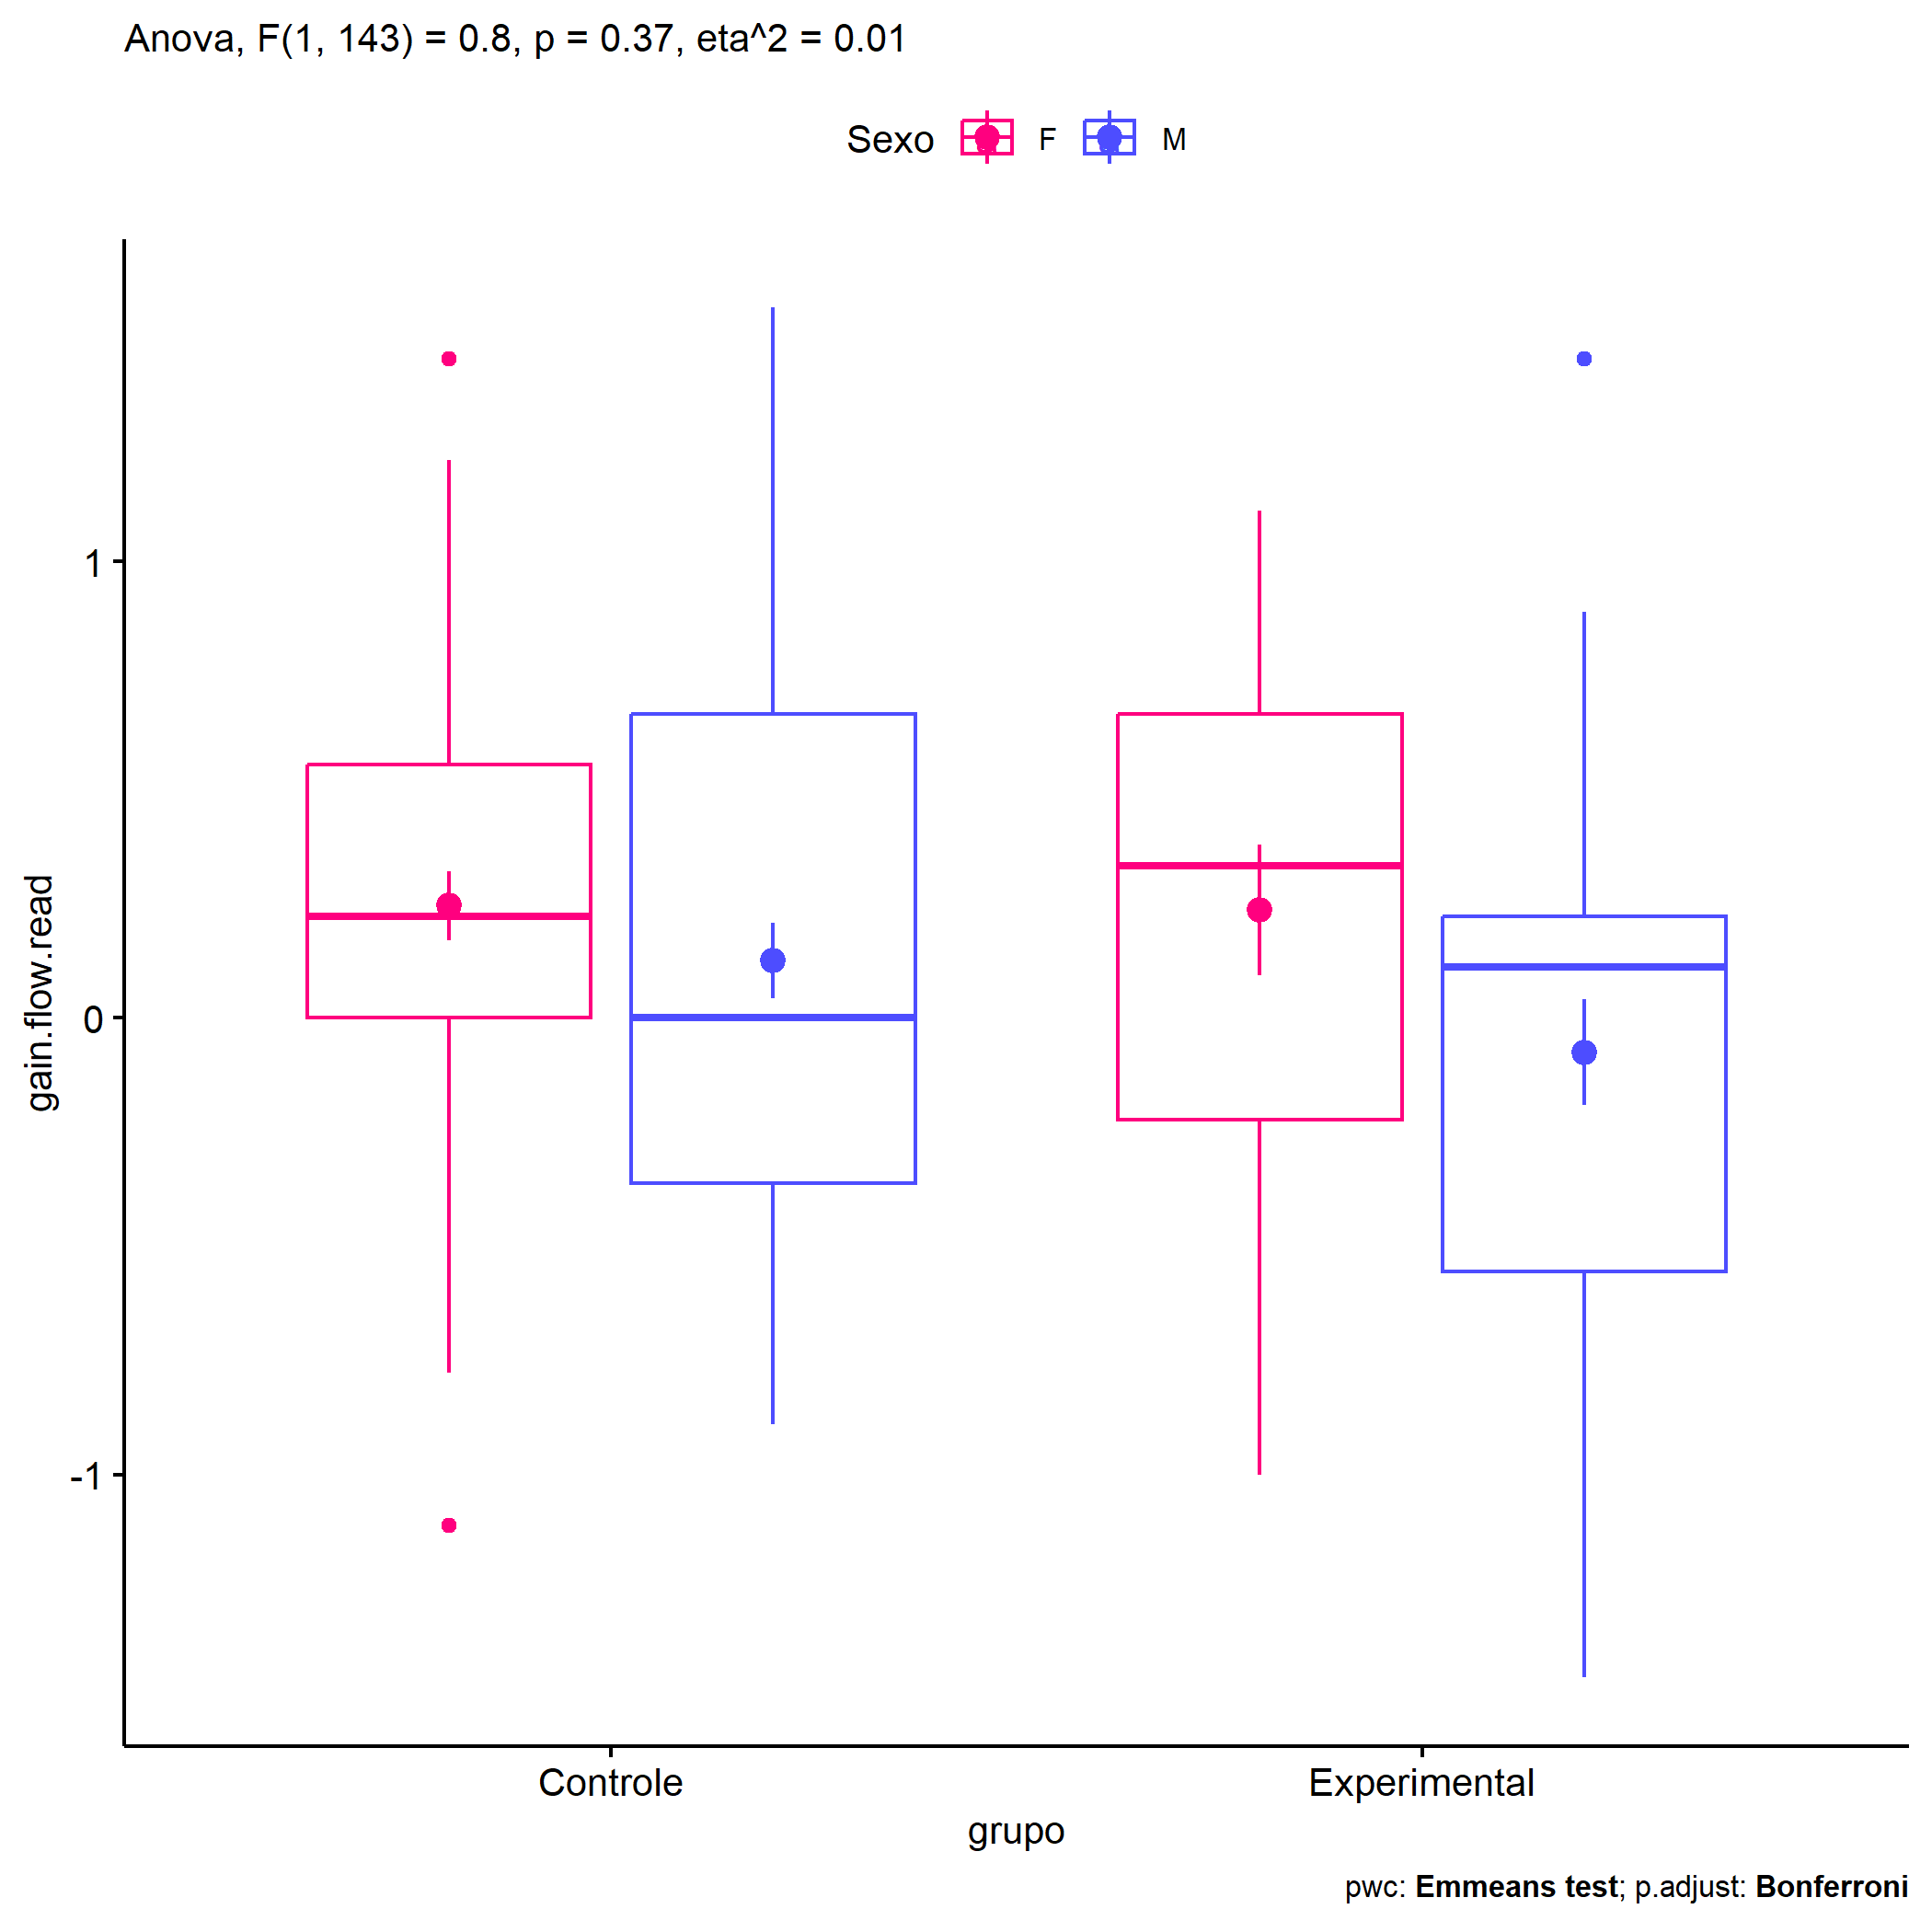 Anova, F(1, 143) = 0.8, p = 0.37, eta^2 = 0.01
Sexo F M
gain.flow.read
1
0
-1
Controle Experimental
grupo
pwc: Emmeans test; p.adjust: Bonferroni